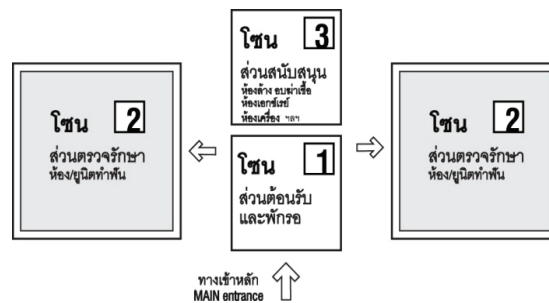 โซน 3
ส่วนสนับสนุน
ห้องล้าง อบฆ่าเชื้อ
ห้องเอกซ์เรย์
ห้องเครื่อง ฯลฯ
โซน 2
ส่วนตรวจรักษา
ห้อง/ยูนิตทำฟัน
โซน 1
ส่วนต้อนรับ
และพักรอ
โซน 2
ส่วนตรวจรักษา
ห้อง/ยูนิตทำฟัน
ทางเข้าหลัก
MAIN entrance